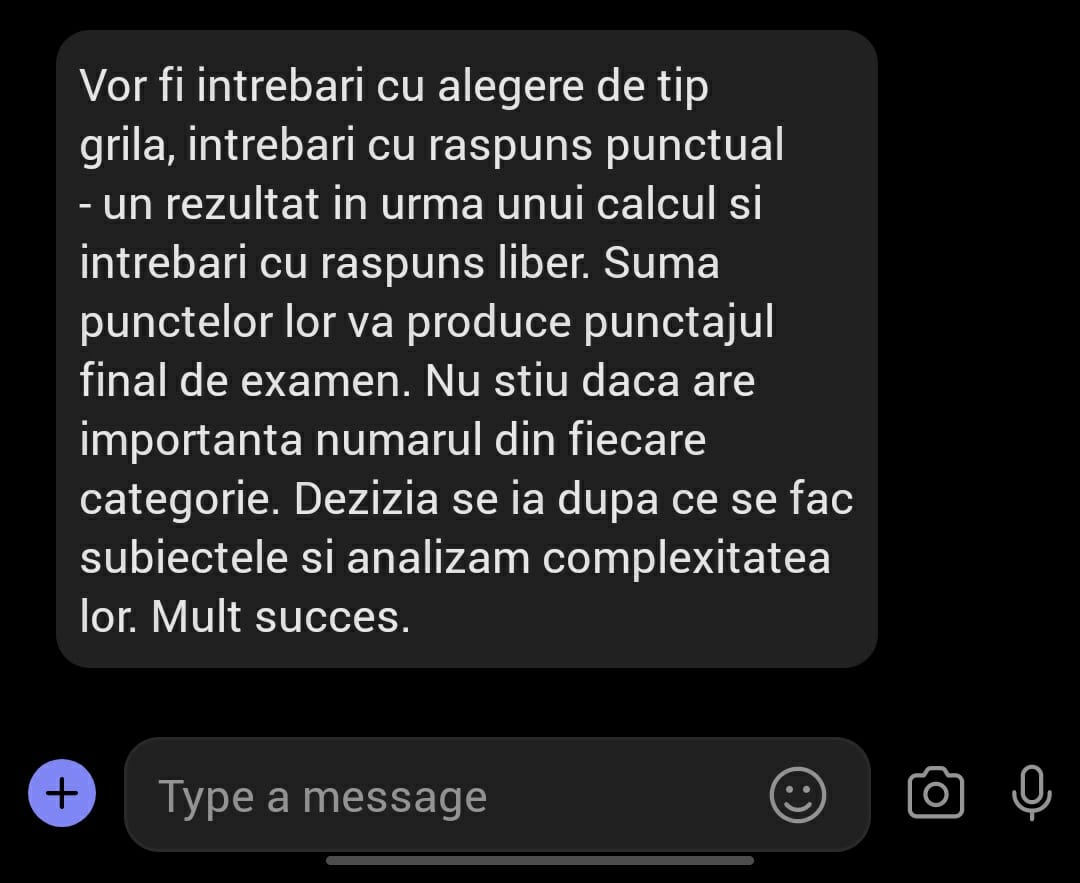 Vor fi intrebari cu alegere de tip
grila, intrebari cu raspuns punctual
- un rezultat in urma unui calcul si
intrebari cu raspuns liber. Suma
punctelor lor va produce punctajul
final de examen. Nu stiu daca are
importanta numarul din fiecare
categorie. Dezizia se ia dupa ce se fac
subiectele si analizam complexitatea
lor. Mult succes.
Type a message